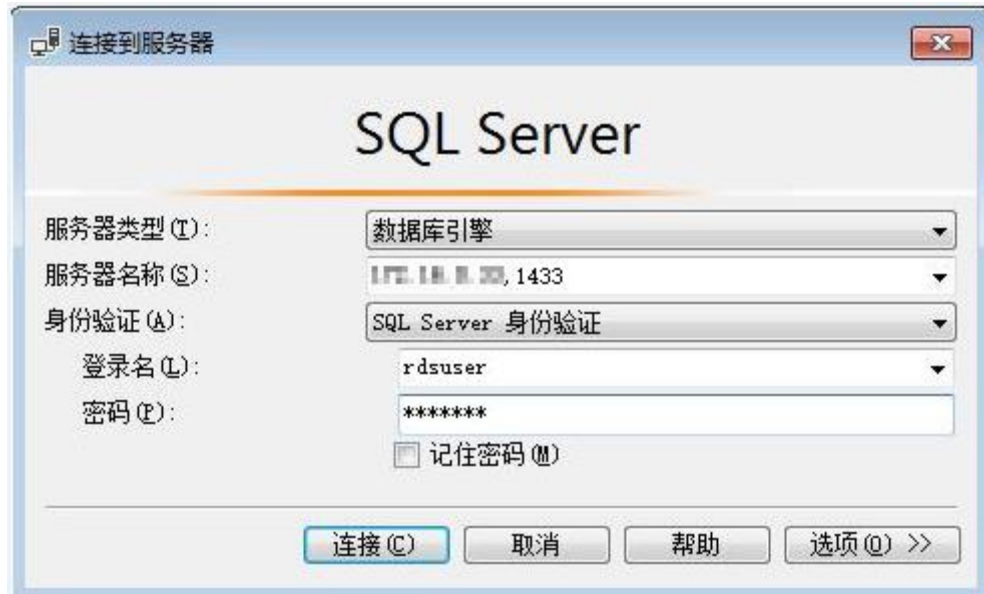 连接到服务器
SQL Server
服务器类型(T):
数据库引擎
服务器名称(S):
, 1433
身份验证(A):
SQL Server 身份验证
登录名(L):
rdsuser
密码(P):
*******
记住密码(M)
连接(C)
取消
帮助
选项(O) >>